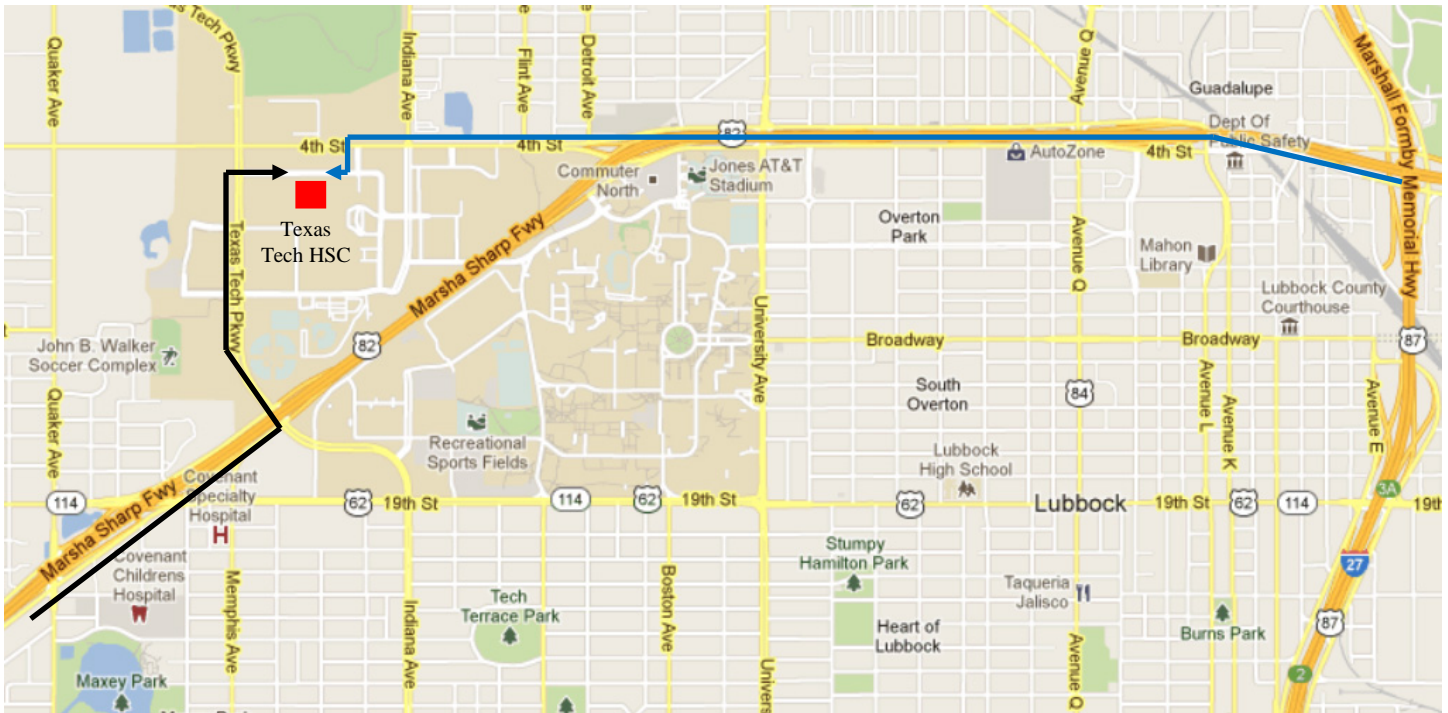 Texas Tech Pkwy
Quaker Ave
Indiana Ave
Flint Ave
Detroit Ave
Avenue Q
Marshall Formby Memorial Hwy
Guadalupe
Dept Of
Public Safety
4th St
4th St
82
AutoZone
4th St
Commuter
North
Jones AT&T
Stadium
Texas
Tech HSC
Texas Tech Pkwy
Marsha Sharp Fwy
Overton
Park
Avenue Q
Mahon
Library
Lubbock County
Courthouse
University Ave
John B. Walker
Soccer Complex
82
Broadway
Broadway
87
Quaker Ave
South
Overton
84
Avenue L
Avenue K
Avenue E
Recreational
Sports Fields
Lubbock
High School
Covenant
Specialty
Hospital
H
114
62
19th St
114
62
19th St
62
Lubbock
19th St
62
114
3A
19th
Marsha Sharp Fwy
Covenant
Childrens
Hospital
Memphis Ave
Indiana Ave
Tech
Terrace Park
Boston Ave
Stumpy
Hamilton Park
Taqueria
Jalisco
27
Heart of
Lubbock
Burns Park
87
Avenue Q
Univers
Maxey Park
2